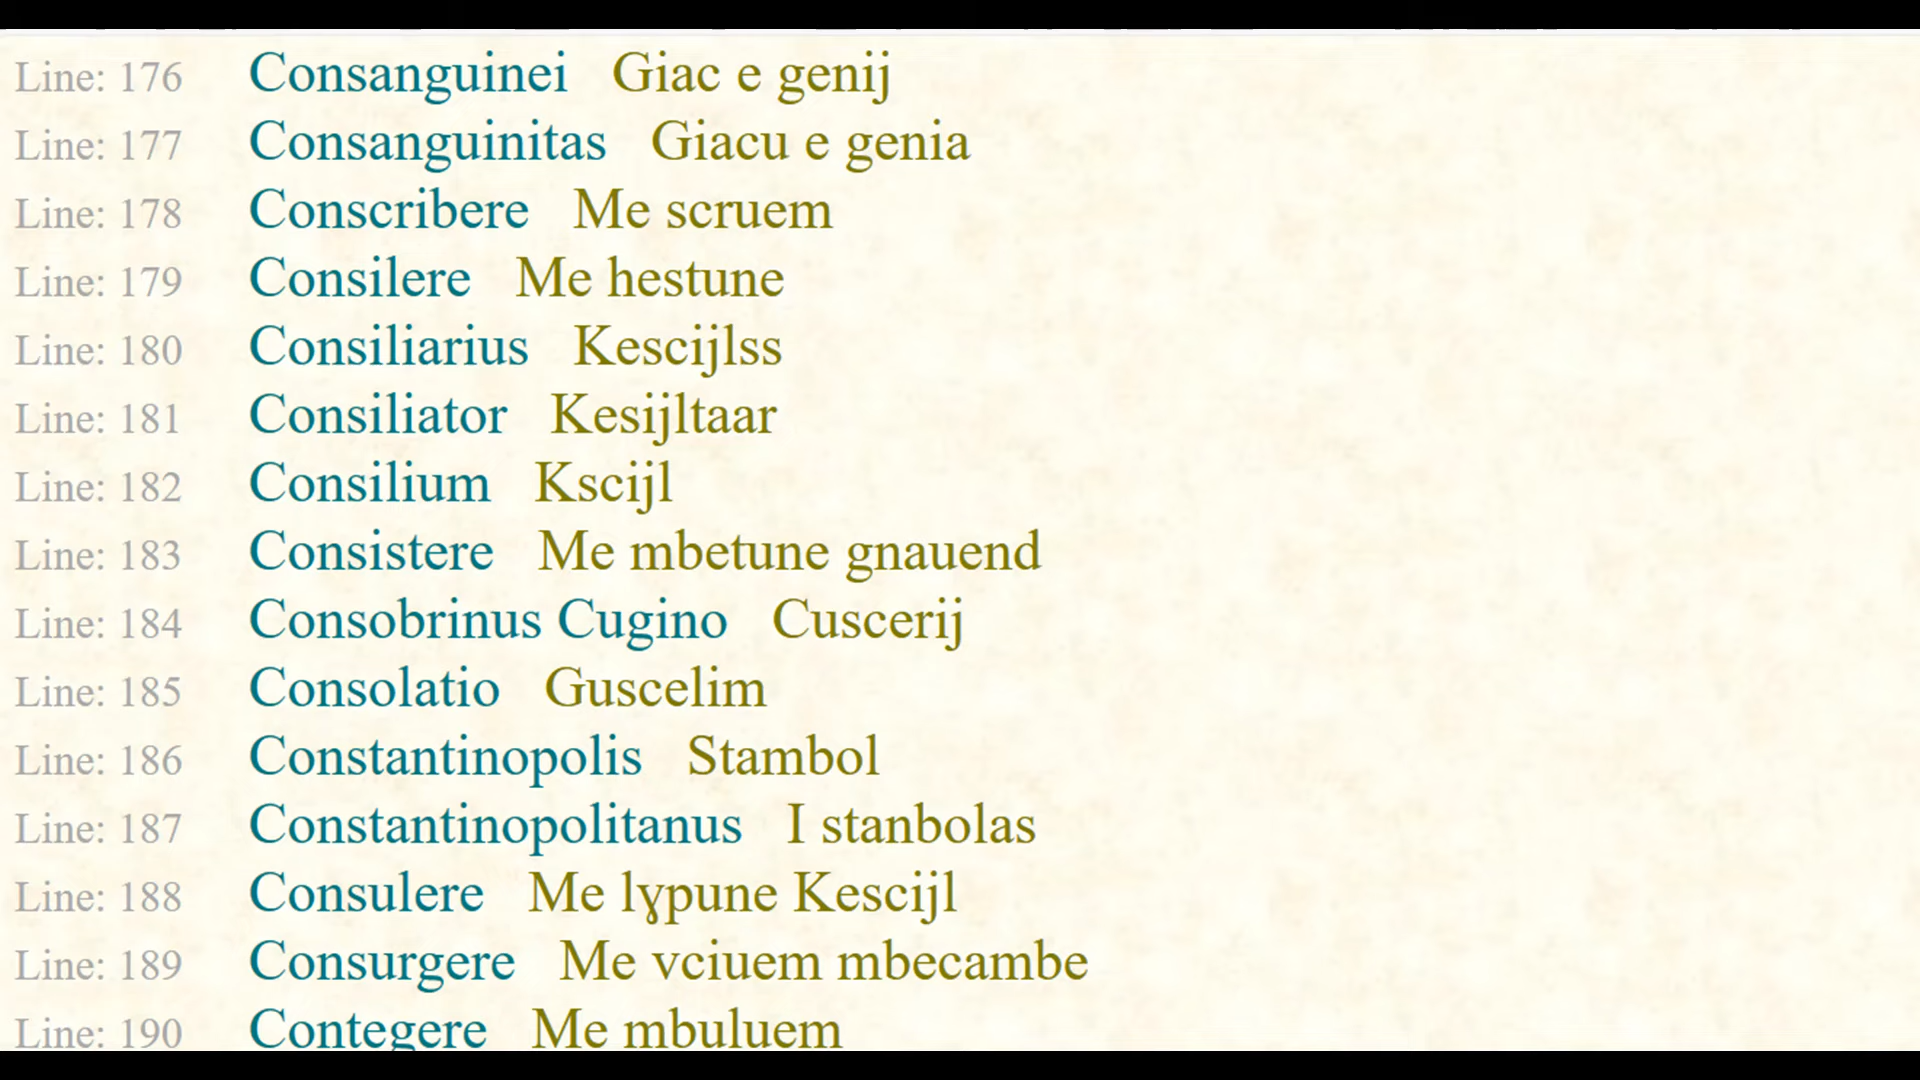 Line: 176 Consanguinei Giac e genij
Line: 177 Consanguinitas Giacu e genia
Line: 178 Conscribere Me scruem
Line: 179 Consilere Me hestune
Line: 180 Consiliarius Kescijlss
Line: 181 Consiliator Kesijltaar
Line: 182 Consilium Kscijl
Line: 183 Consistere Me mbetune gnauend
Line: 184 Consobrinus Cugino Cuscerij
Line: 185 Consolatio Guscelim
Line: 186 Constantinopolis Stambol
Line: 187 Constantinopolitanus I stanbolas
Line: 188 Consulere Me lɣpune Kescijl
Line: 189 Consurgere Me vciuem mbecambe
Line: 190 Contegere Me mbuluem